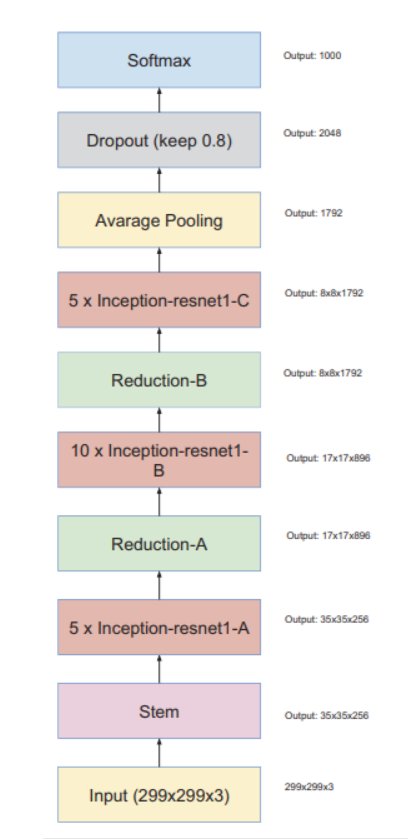 Softmax
Output: 1000
Dropout (keep 0.8)
Output: 2048
Avarage Pooling
Output: 1792
5 x Inception-resnet1-C
Output: 8x8x1792
Reduction-B
Output: 8x8x1792
10 x Inception-resnet1-
B
Output: 17x17x896
Reduction-A
Output: 17x17x896
5 x Inception-resnet1-A
Output: 35x35x256
Stem
Output: 35x35x256
Input (299x299x3)
299x299x3